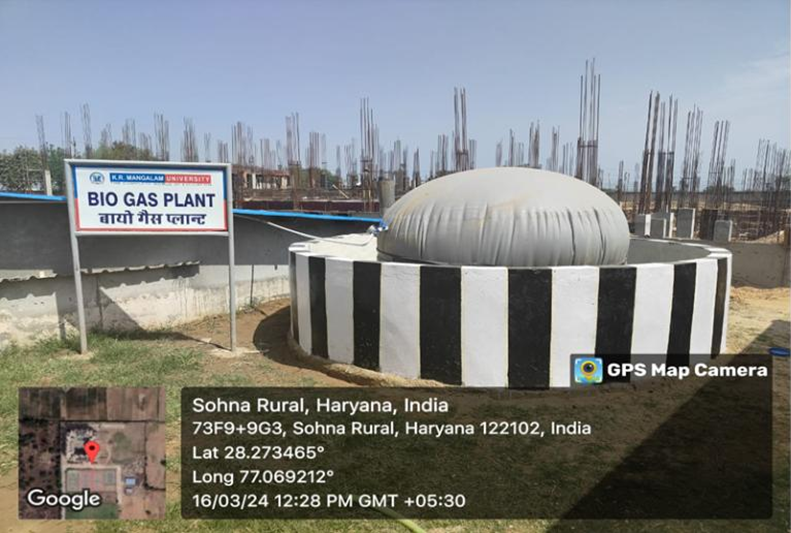 K.R. MANGALAM UNIVERSITY
BIO GAS PLANT
बायो गैस प्लान्ट
GPS Map Camera
Sohna Rural, Haryana, India
73F9+9G3, Sohna Rural, Haryana 122102, India
Lat 28.273465°
Long 77.069212°
16/03/24 12:28 PM GMT +05:30
Google